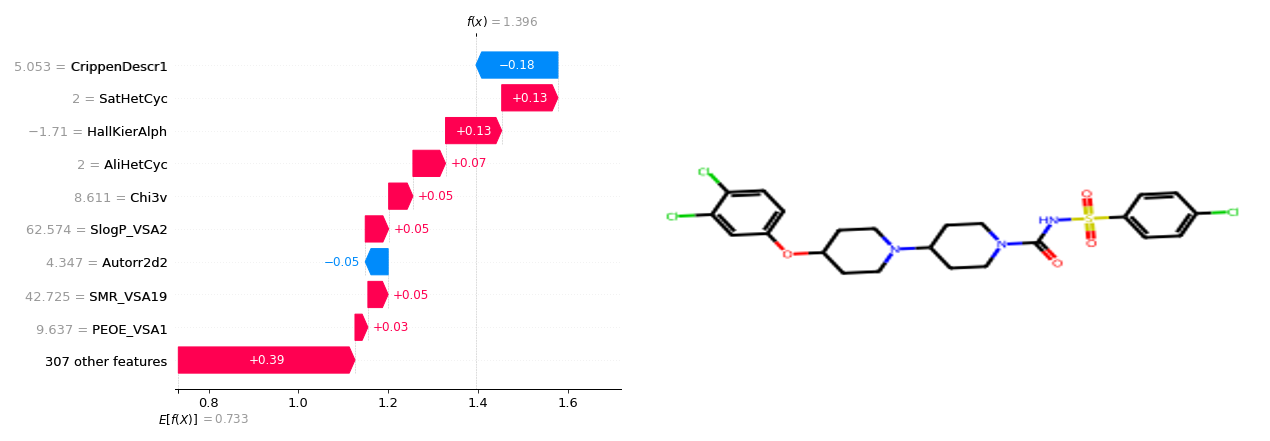 f(x) = 1.396
5.053 = CrippenDescr1
−0.18
2 = SatHetCyc
+0.13
−1.71 = HallKierAlph
+0.13
2 = AliHetCyc
+0.07
8.611 = Chi3v
+0.05
62.574 = SlogP_VSA2
+0.05
4.347 = Autorr2d2
−0.05
42.725 = SMR_VSA19
+0.05
9.637 = PEOE_VSA1
+0.03
307 other features
+0.39
0.8 1.0 1.2 1.4 1.6
E[f(X)] = 0.733
Cl
Cl
O
N
N
O
HN
O
S
O
Cl